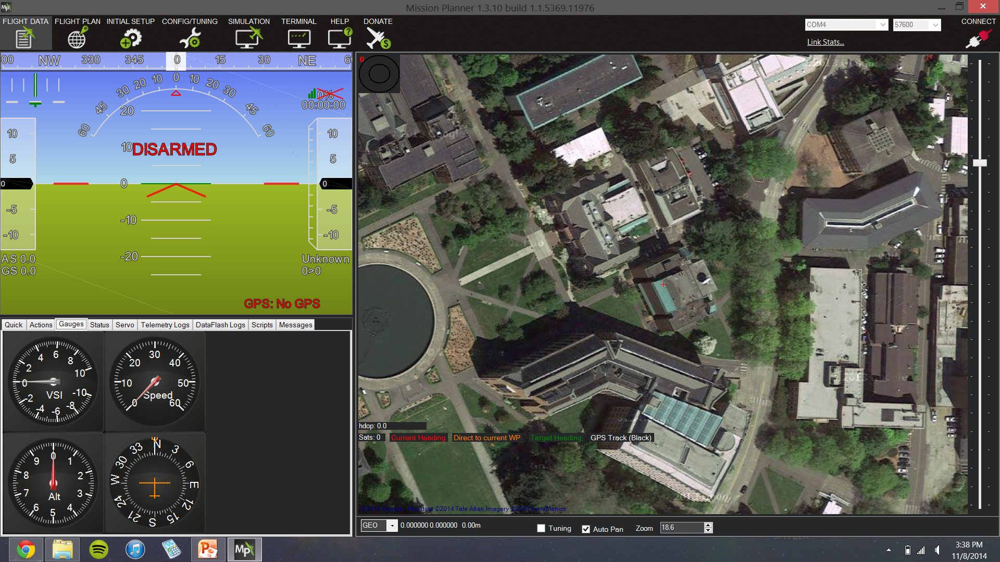 Mission Planner 1.3.10 build 1.1.5369.11976
FLIGHT DATA FLIGHT PLAN INITIAL SETUP CONFIG/TUNING SIMULATION TERMINAL HELP DONATE
COM4 57600 CONNECT
Link Stats...
00 NW 330 345 0 15 30 NE 6
60 45 30 20 10 0 10 20 30 45 60
0%
00:00:00
20
10
DISARMED
0
-10
-20
10
5
0
-5
-10
10
5
0
-5
-10
AS 0.0
GS 0.0
Unknown
0>0
GPS: No GPS
Quick Actions Gauges Status Servo Telemetry Logs DataFlash Logs Scripts Messages
0 2 4 6 8 10 -10 -8 -6 -4 -2
VSI
0 10 20 30 40 50 60
Speed
0 1 2 3 4 5 6 7 8 9
Alt
N 3 6 E 12 15 S 21 24 W 30 33
0
hdop: 0.0
Sats: 0 Current Heading Direct to current WP Target Heading GPS Track (Black)
©2014 Google - Map data ©2014 Tele Atlas, Imagery ©2014 TerraMetrics
GEO 0.000000 0.000000 0.00m Tuning Auto Pan Zoom 18.6
Mp
3:38 PM
11/8/2014